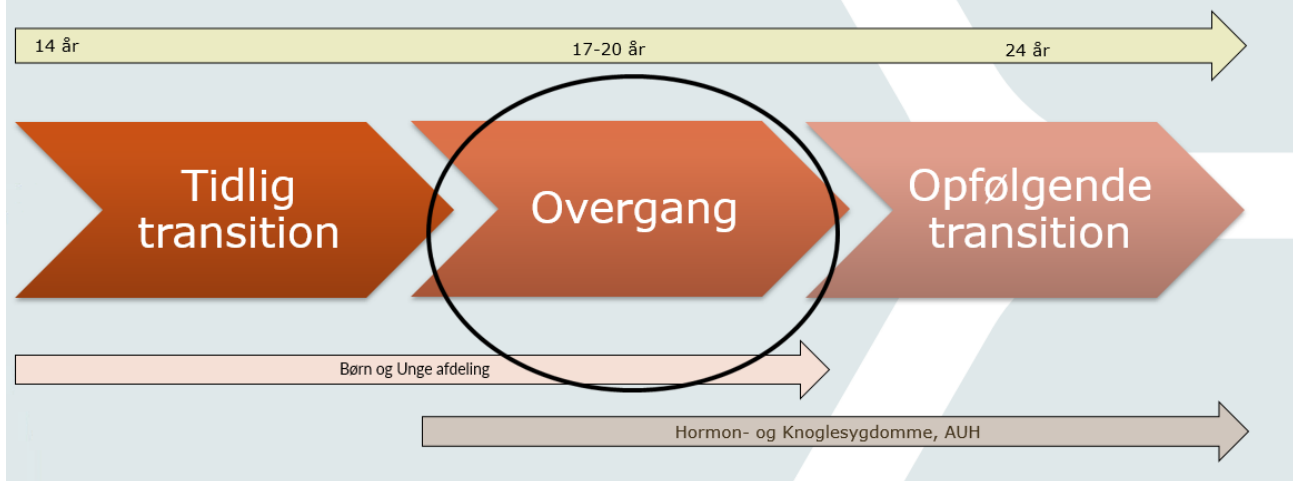 14 år
17-20 år
24 år
Tidlig
transition
Overgang
Opfølgende
transition
Børn og Unge afdeling
Hormon- og Knoglesygdomme, AUH